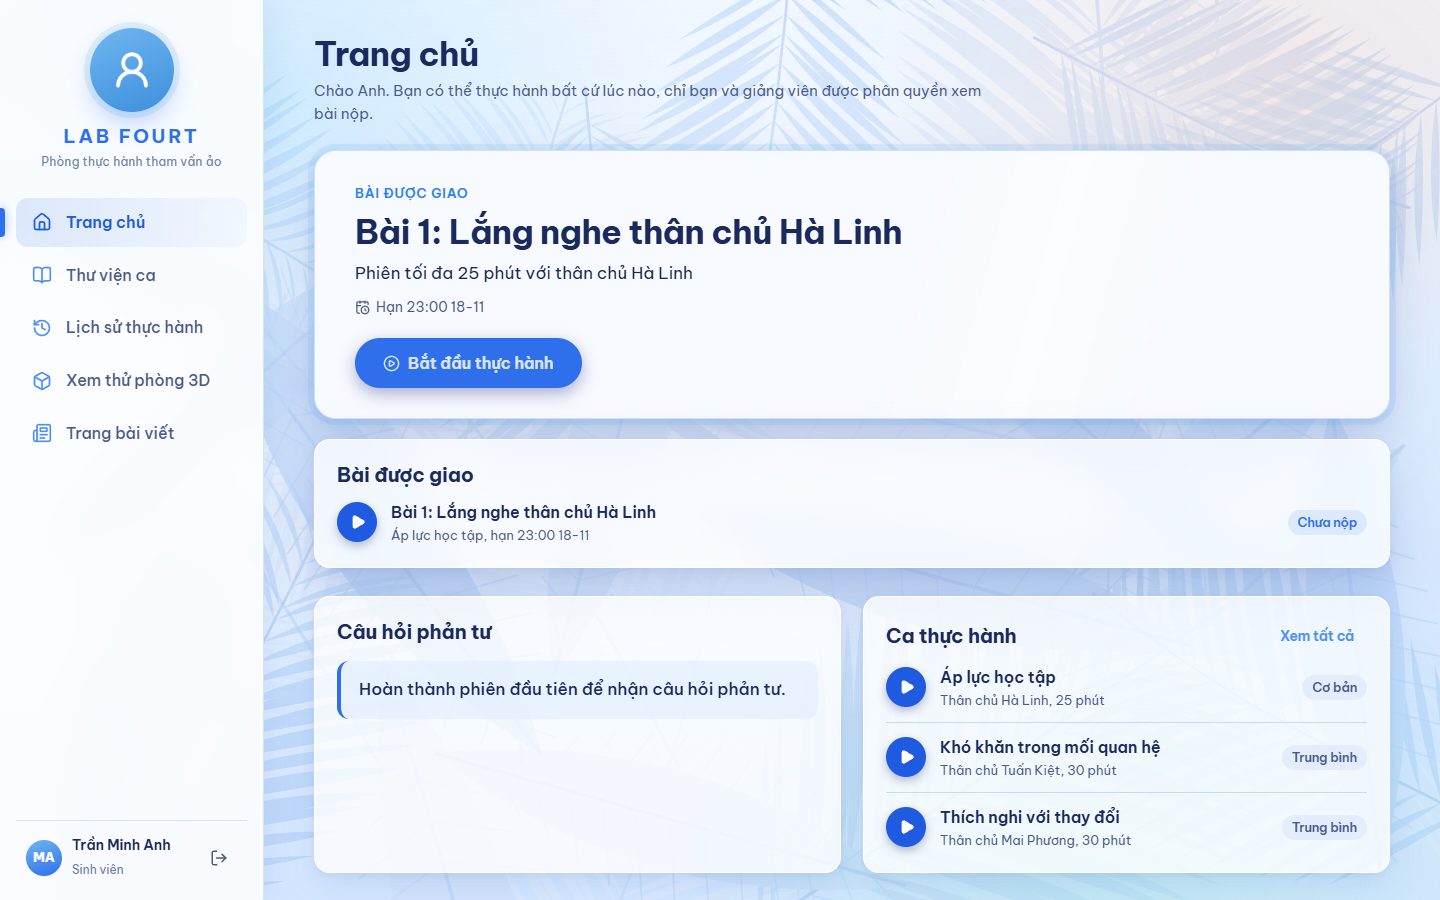 LAB FOURT
Phòng thực hành tham vấn ảo
Trang chủ
Thư viện ca
Lịch sử thực hành
Xem thử phòng 3D
Trang bài viết
MA
Trần Minh Anh
Sinh viên
Trang chủ
Chào Anh. Bạn có thể thực hành bất cứ lúc nào, chỉ bạn và giảng viên được phân quyền xem
bài nộp.
BÀI ĐƯỢC GIAO
Bài 1: Lắng nghe thân chủ Hà Linh
Phiên tối đa 25 phút với thân chủ Hà Linh
Hạn 23:00 18-11
Bắt đầu thực hành
Bài được giao
Bài 1: Lắng nghe thân chủ Hà Linh
Áp lực học tập, hạn 23:00 18-11
Chưa nộp
Câu hỏi phản tư
Hoàn thành phiên đầu tiên để nhận câu hỏi phản tư.
Ca thực hành
Xem tất cả
Áp lực học tập
Thân chủ Hà Linh, 25 phút
Cơ bản
Khó khăn trong mối quan hệ
Thân chủ Tuấn Kiệt, 30 phút
Trung bình
Thích nghi với thay đổi
Thân chủ Mai Phương, 30 phút
Trung bình